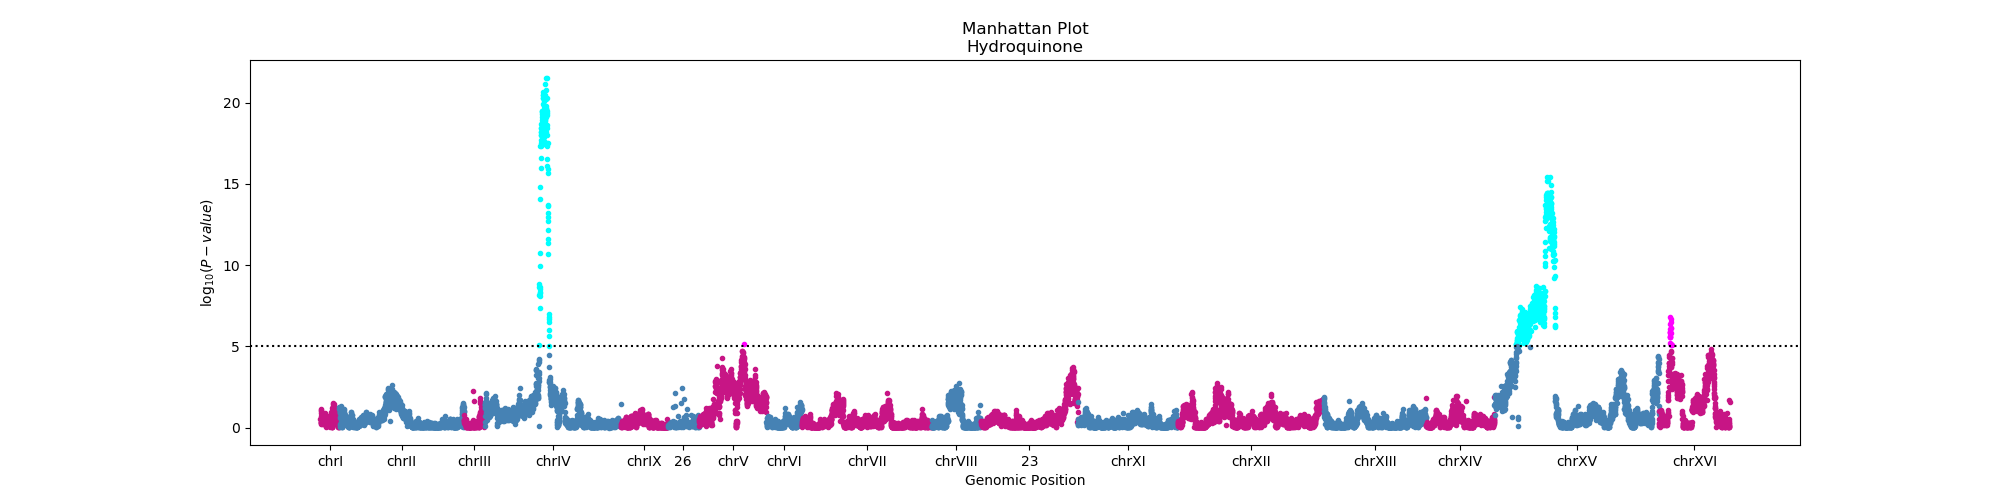 Manhattan Plot
Hydroquinone
log10(P − value)
20
15
10
5
0
chrI chrII chrIII chrIV chrIX 26 chrV chrVI chrVII chrVIII 23 chrXI chrXII chrXIII chrXIV chrXV chrXVI
Genomic Position